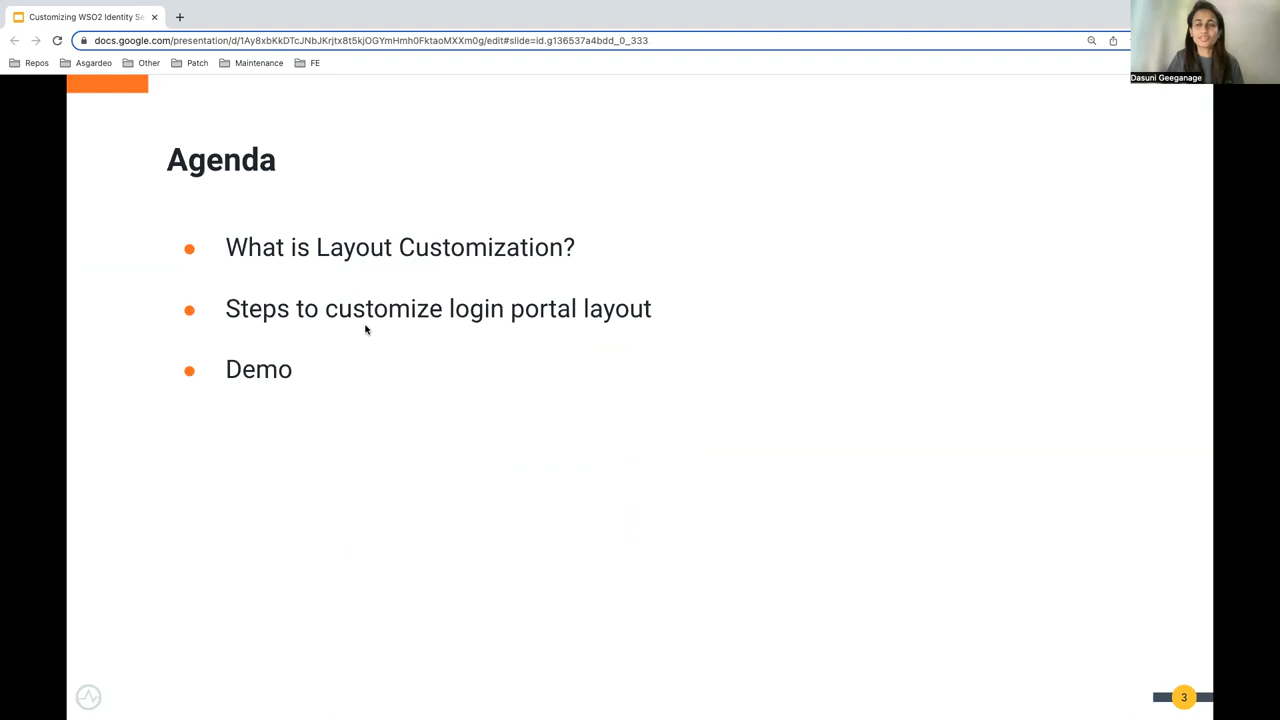 Customizing WSO2 Identity Se
docs.google.com/presentation/d/1Ay8xbKkDTcJNbJKrjtx8t5kjOGYmHmh0FktaoMXXm0g/edit#slide=id.g136537a4bdd_0_333
Repos Asgardeo Other Patch Maintenance FE
Dasuni Geeganage
Agenda
What is Layout Customization?
Steps to customize login portal layout
Demo
3